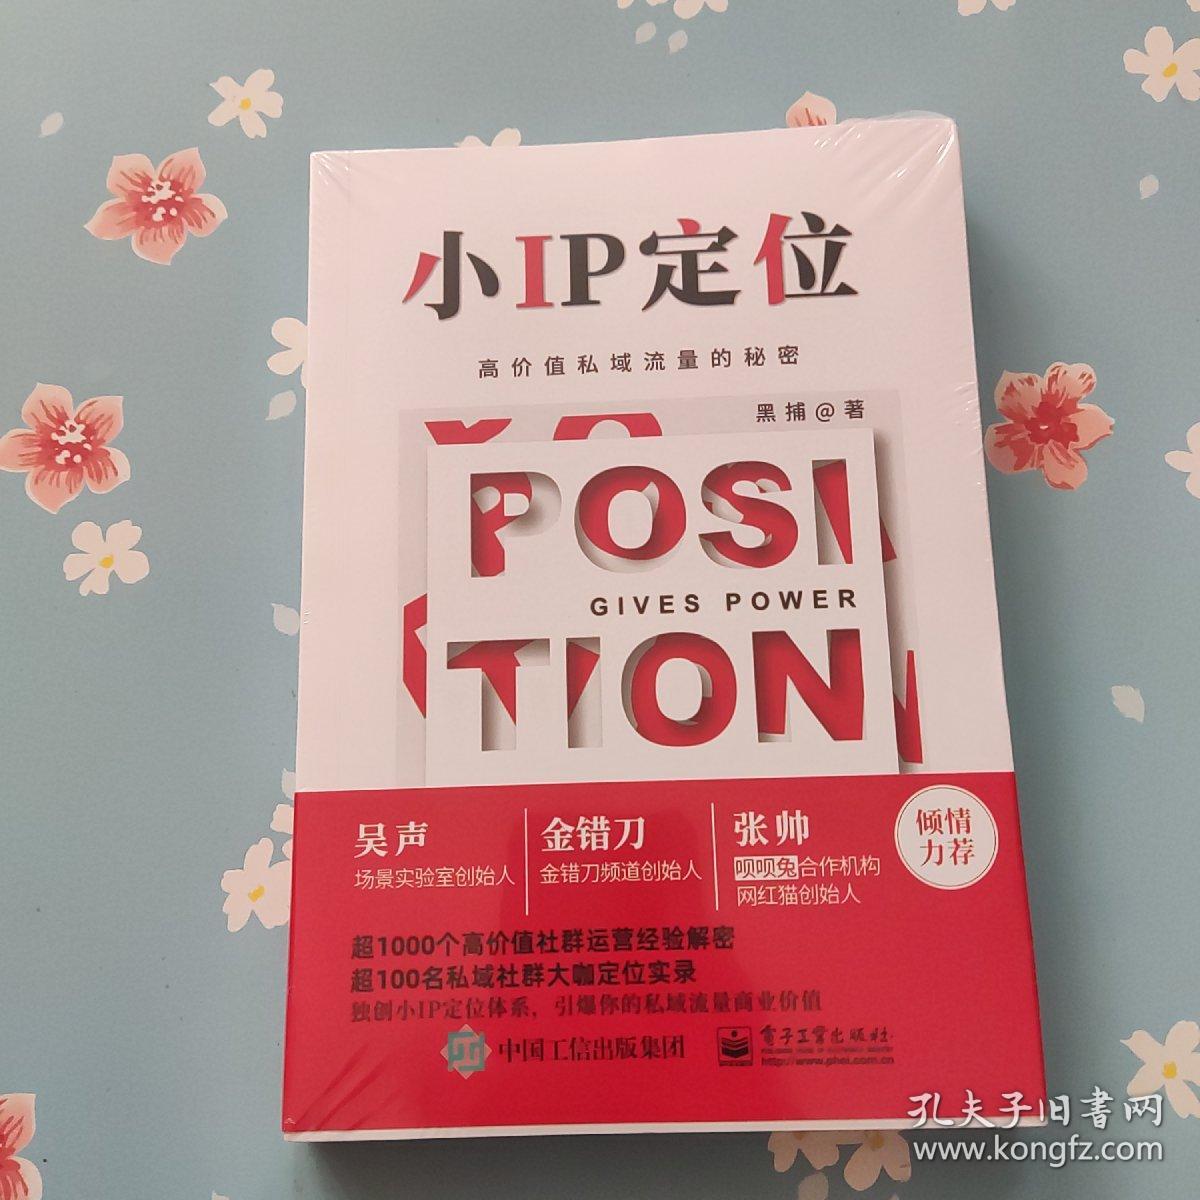 小IP定位
高价值私域流量的秘密
黑捕@著
POSI
GIVES POWER
TION
吴声
场景实验室创始人
金错刀
金错刀频道创始人
张帅
呗呗兔合作机构
网红猫创始人
倾情
力荐
超1000个高价值社群运营经验解密
超100名私域社群大咖定位实录
独创小IP定位体系，引爆你的私域流量商业价值
中国工信出版集团
电子工业出版社
PUBLISHING HOUSE OF ELECTRONICS INDUSTRY
http://www.phei.com.cn
孔夫子旧书网
www.kongfz.com